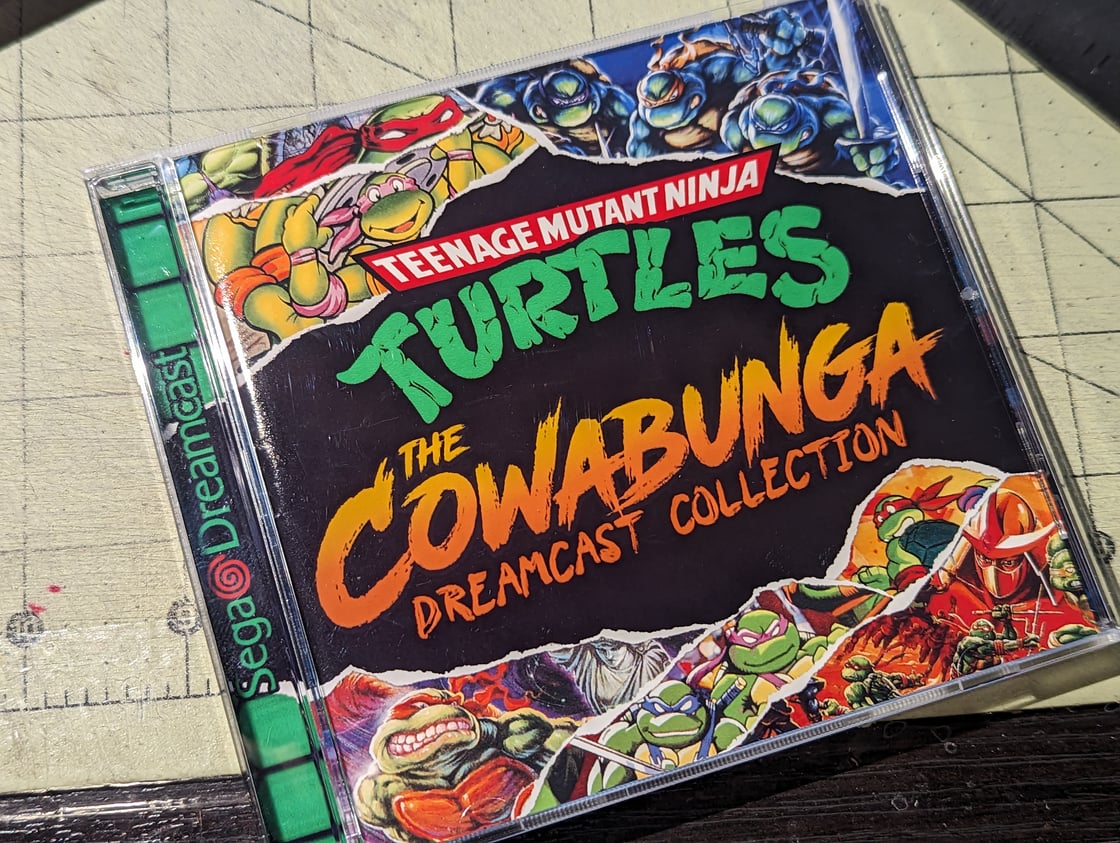 TEENAGE MUTANT NINJA
TURTLES
THE
COWABUNGA
DREAMCAST COLLECTION
Sega Dreamcast